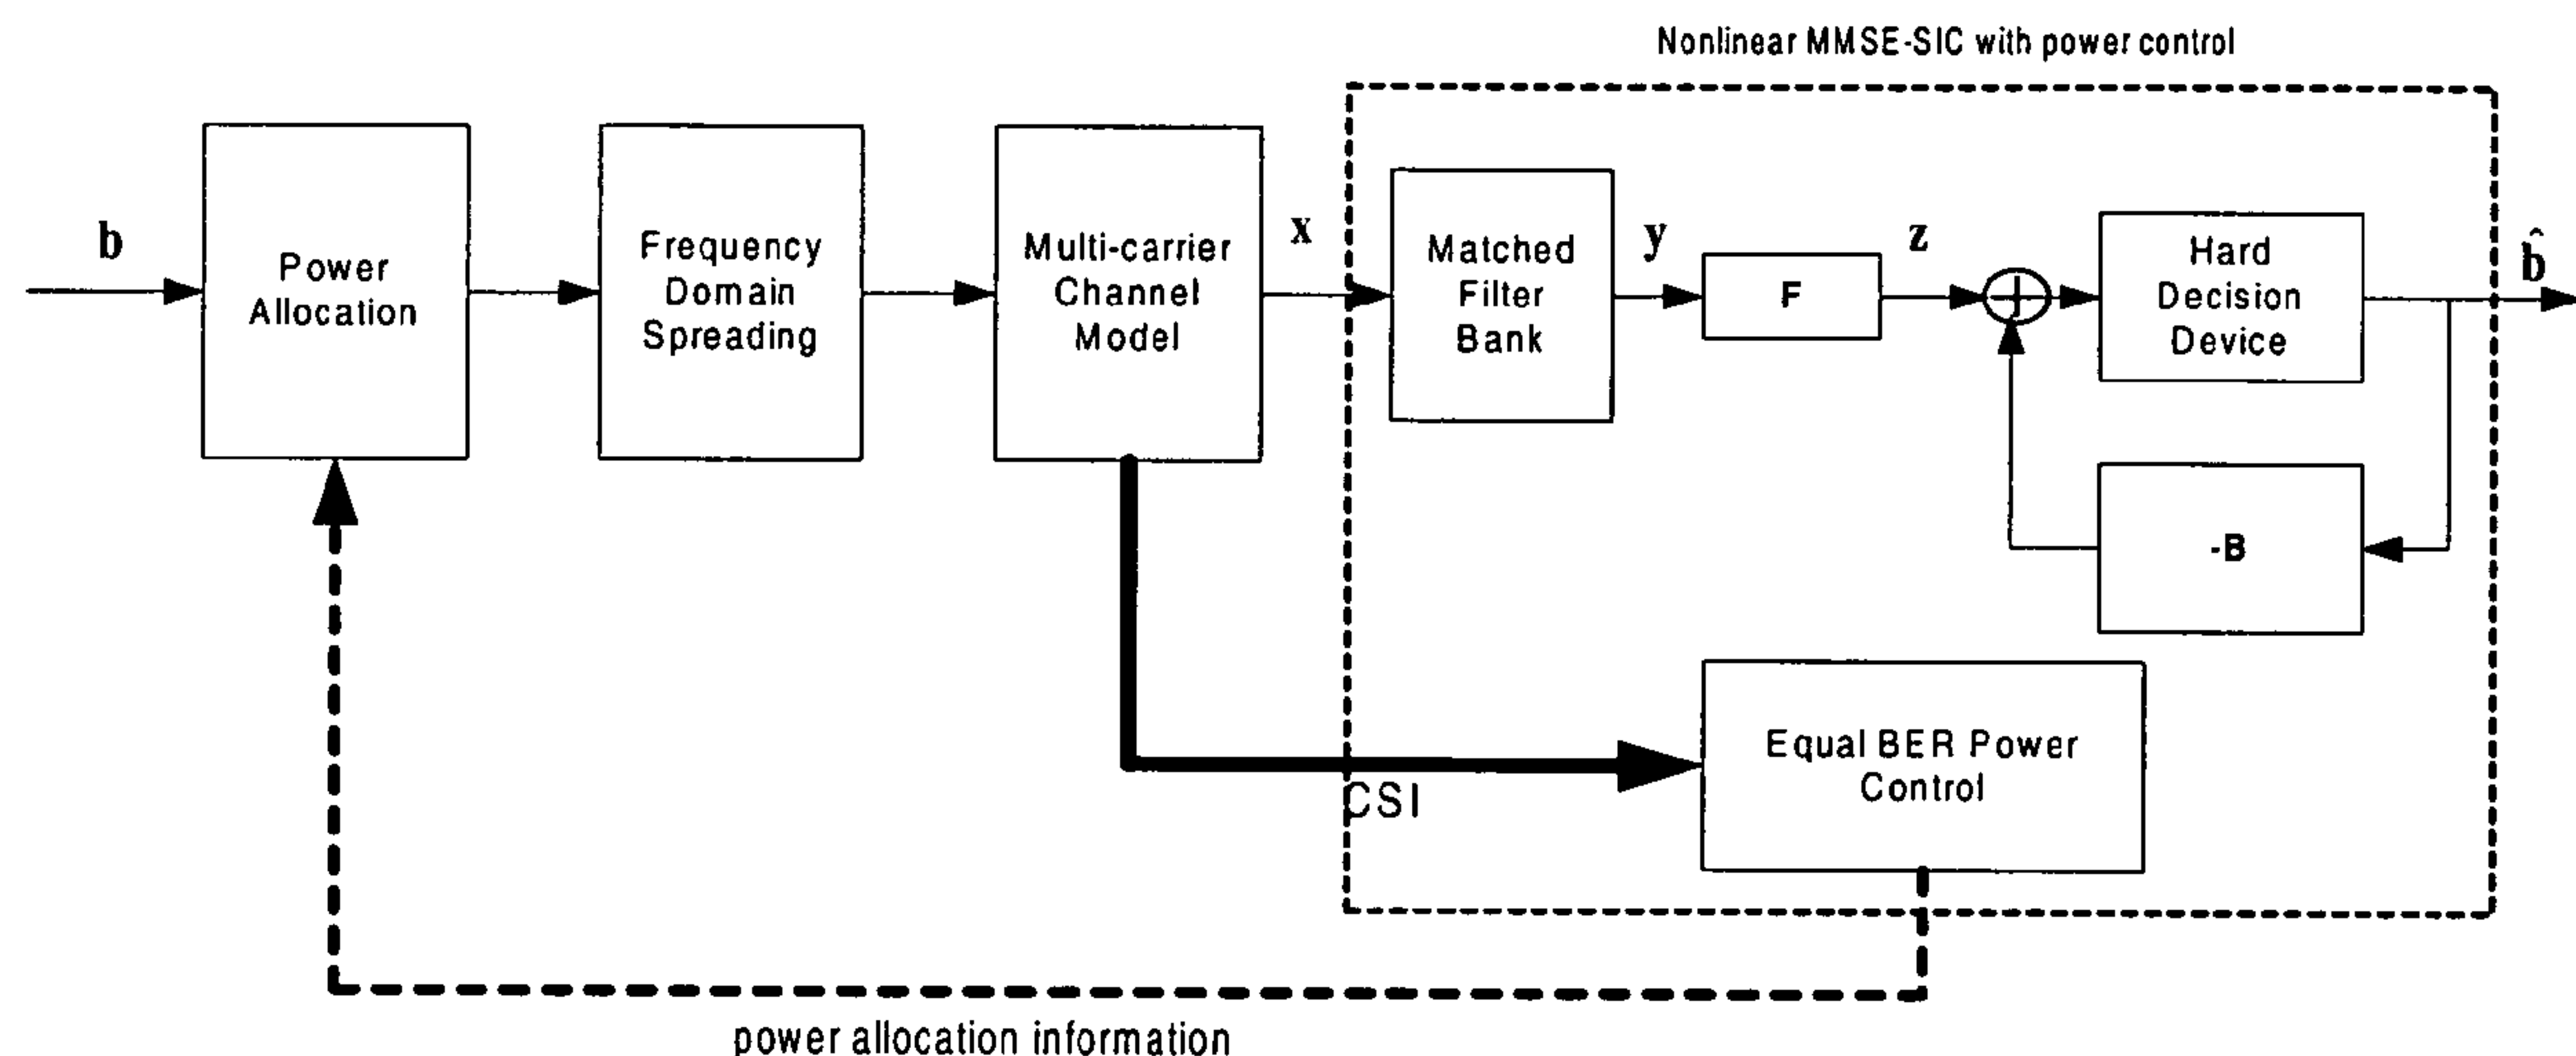 Nonlinear MMSE-SIC with power control
b
Power
Allocation
Frequency
Domain
Spreading
Multi-carrier
Channel
Model
x
Matched
Filter
Bank
y
F
z
+
Hard
Decision
Device
b̂
-B
CSI
Equal BER Power
Control
power allocation information